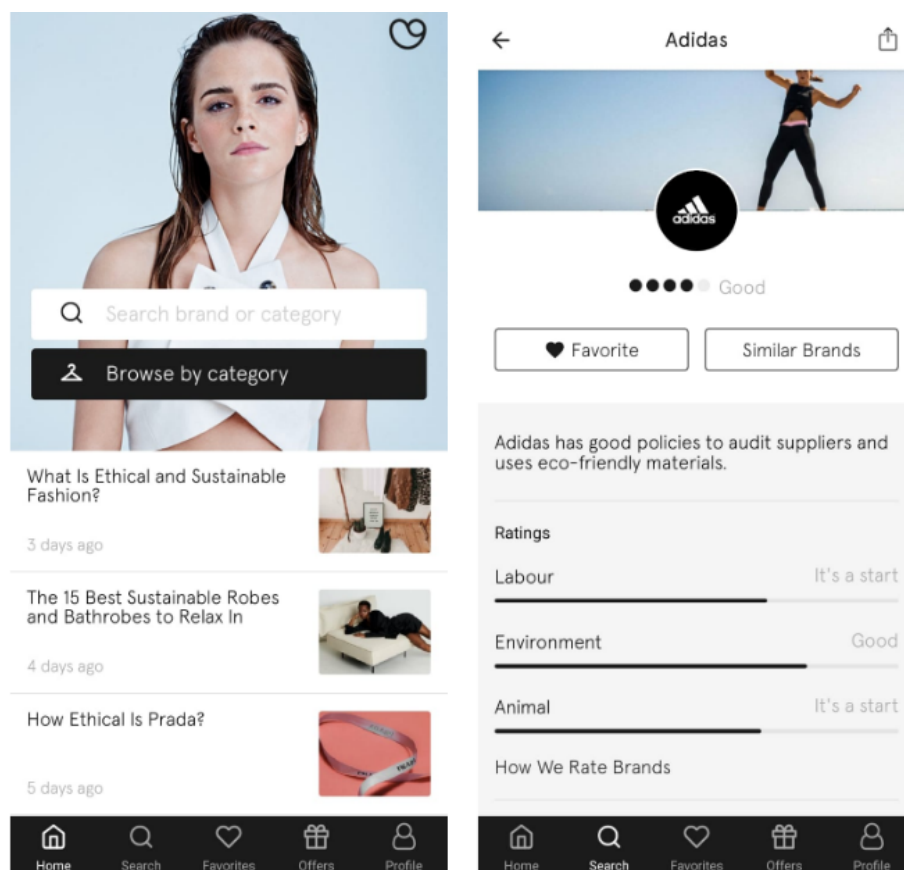 Search brand or category
Browse by category
What Is Ethical and Sustainable
Fashion?
3 days ago
The 15 Best Sustainable Robes
and Bathrobes to Relax In
4 days ago
How Ethical Is Prada?
5 days ago
Home Search Favorites Offers Profile
Adidas
adidas
Good
Favorite Similar Brands
Adidas has good policies to audit suppliers and
uses eco-friendly materials.
Ratings
Labour It's a start
Environment Good
Animal It's a start
How We Rate Brands
Home Search Favorites Offers Profile